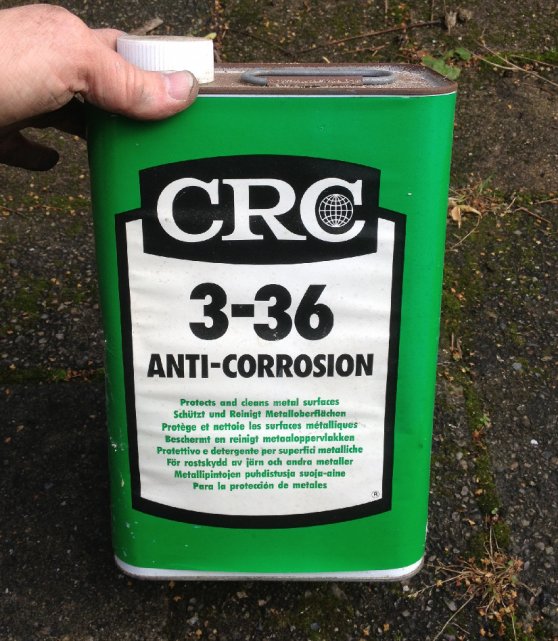 CRC
3-36
ANTI-CORROSION
Protects and cleans metal surfaces
Schützt und Reinigt Metalloberflächen
Protège et nettoie les surfaces métalliques
Beschermt en reinigt metaaloppervlakken
Protettivo e detergente per superfici metalliche
För rostskydd av järn och andra metaller
Metallipintojen puhdistusja suoja-aine
Para la protección de metales
®